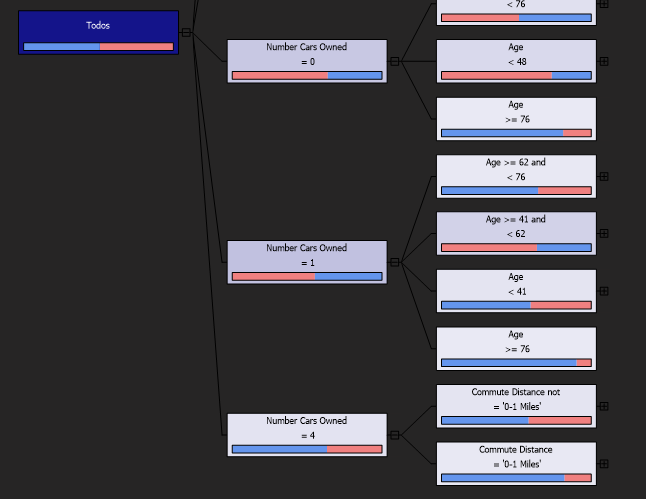 Todos
Number Cars Owned
= 0
< 76
Age
< 48
Age
>= 76
Number Cars Owned
= 1
Age >= 62 and
< 76
Age >= 41 and
< 62
Age
< 41
Age
>= 76
Number Cars Owned
= 4
Commute Distance not
= '0-1 Miles'
Commute Distance
= '0-1 Miles'